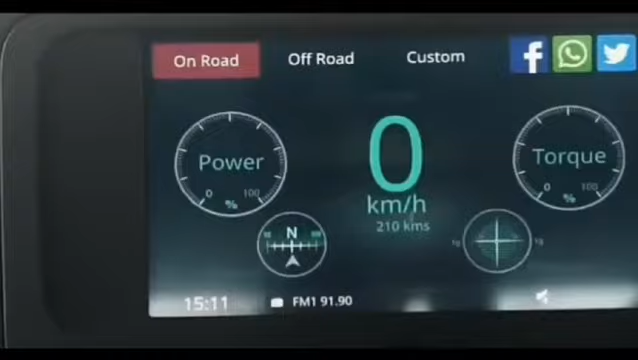 On Road Off Road Custom
Power
0 100
%
0
km/h
210 kms
Torque
0 100
%
N
15:11 FM1 91.90